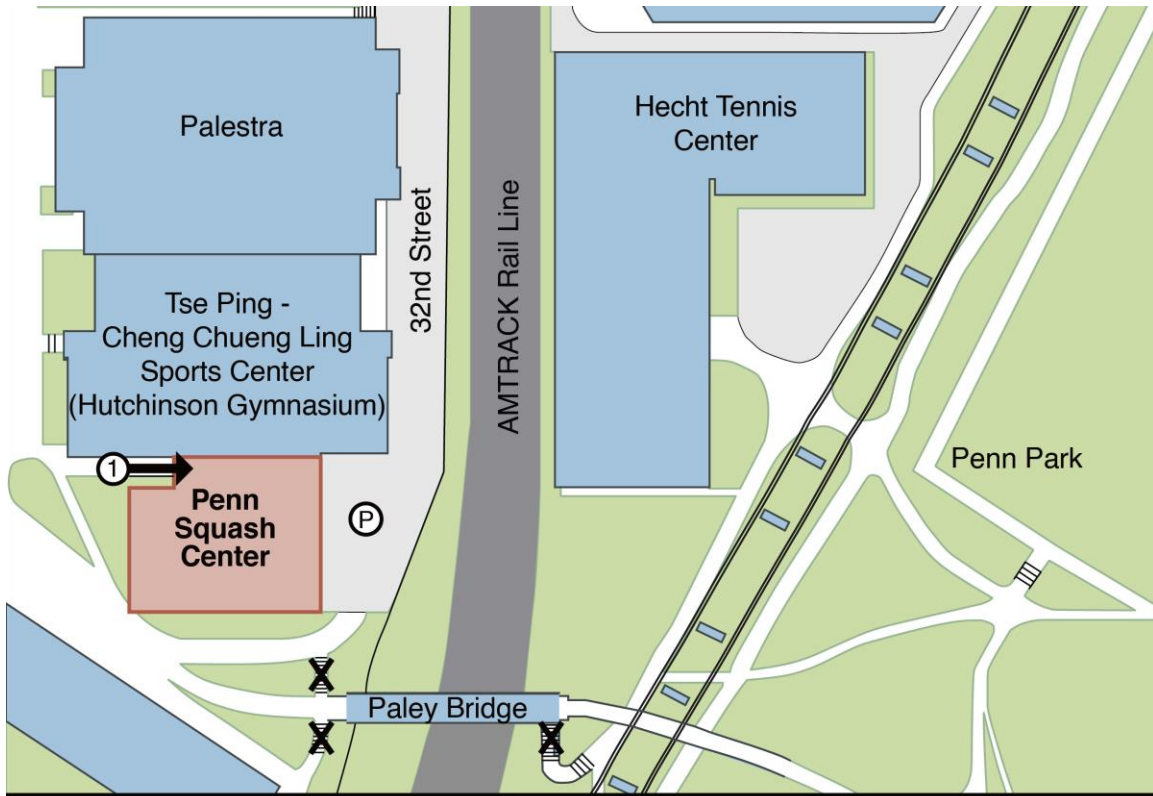 Palestra
Hecht Tennis
Center
32nd Street
AMTRACK Rail Line
Tse Ping -
Cheng Chueng Ling
Sports Center
(Hutchinson Gymnasium)
1
Penn
Squash
Center
P
Penn Park
Paley Bridge